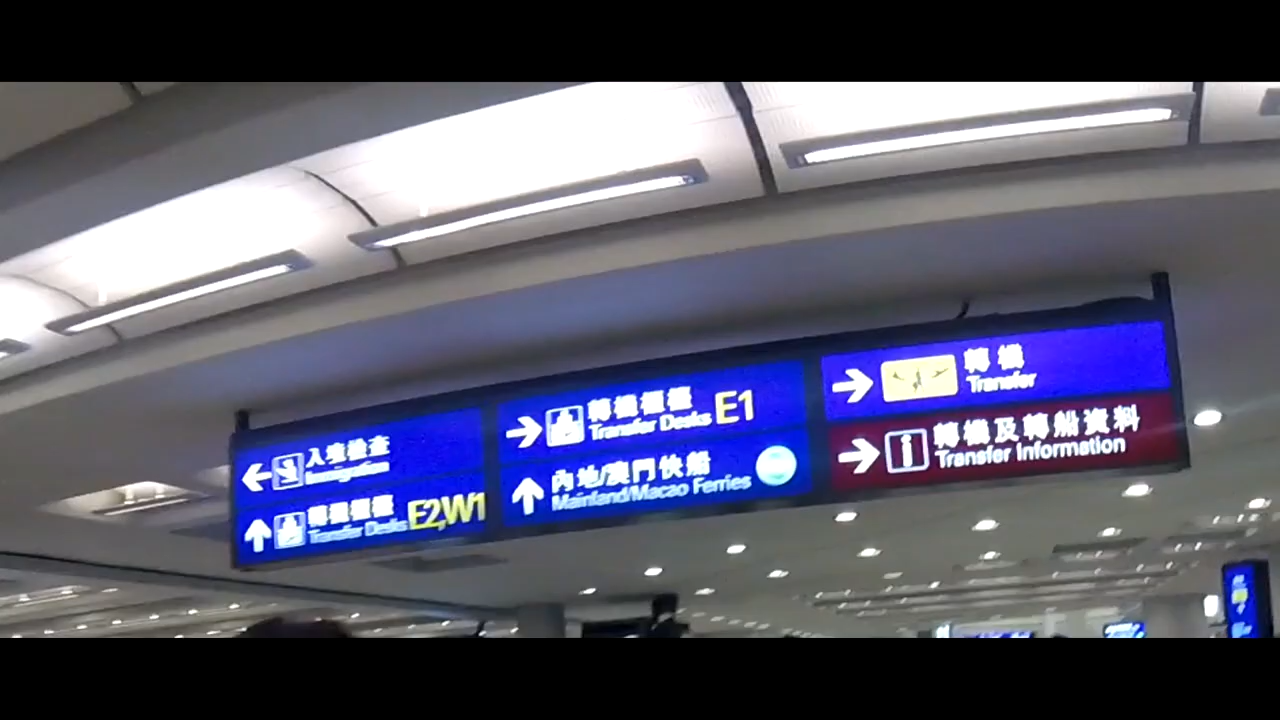 入境檢查
Immigration
轉機櫃檯
Transfer Desks E2,W1
轉機櫃檯
Transfer Desks E1
內地/澳門快船
Mainland/Macao Ferries
轉機
Transfer
轉機及轉船資料
Transfer Information